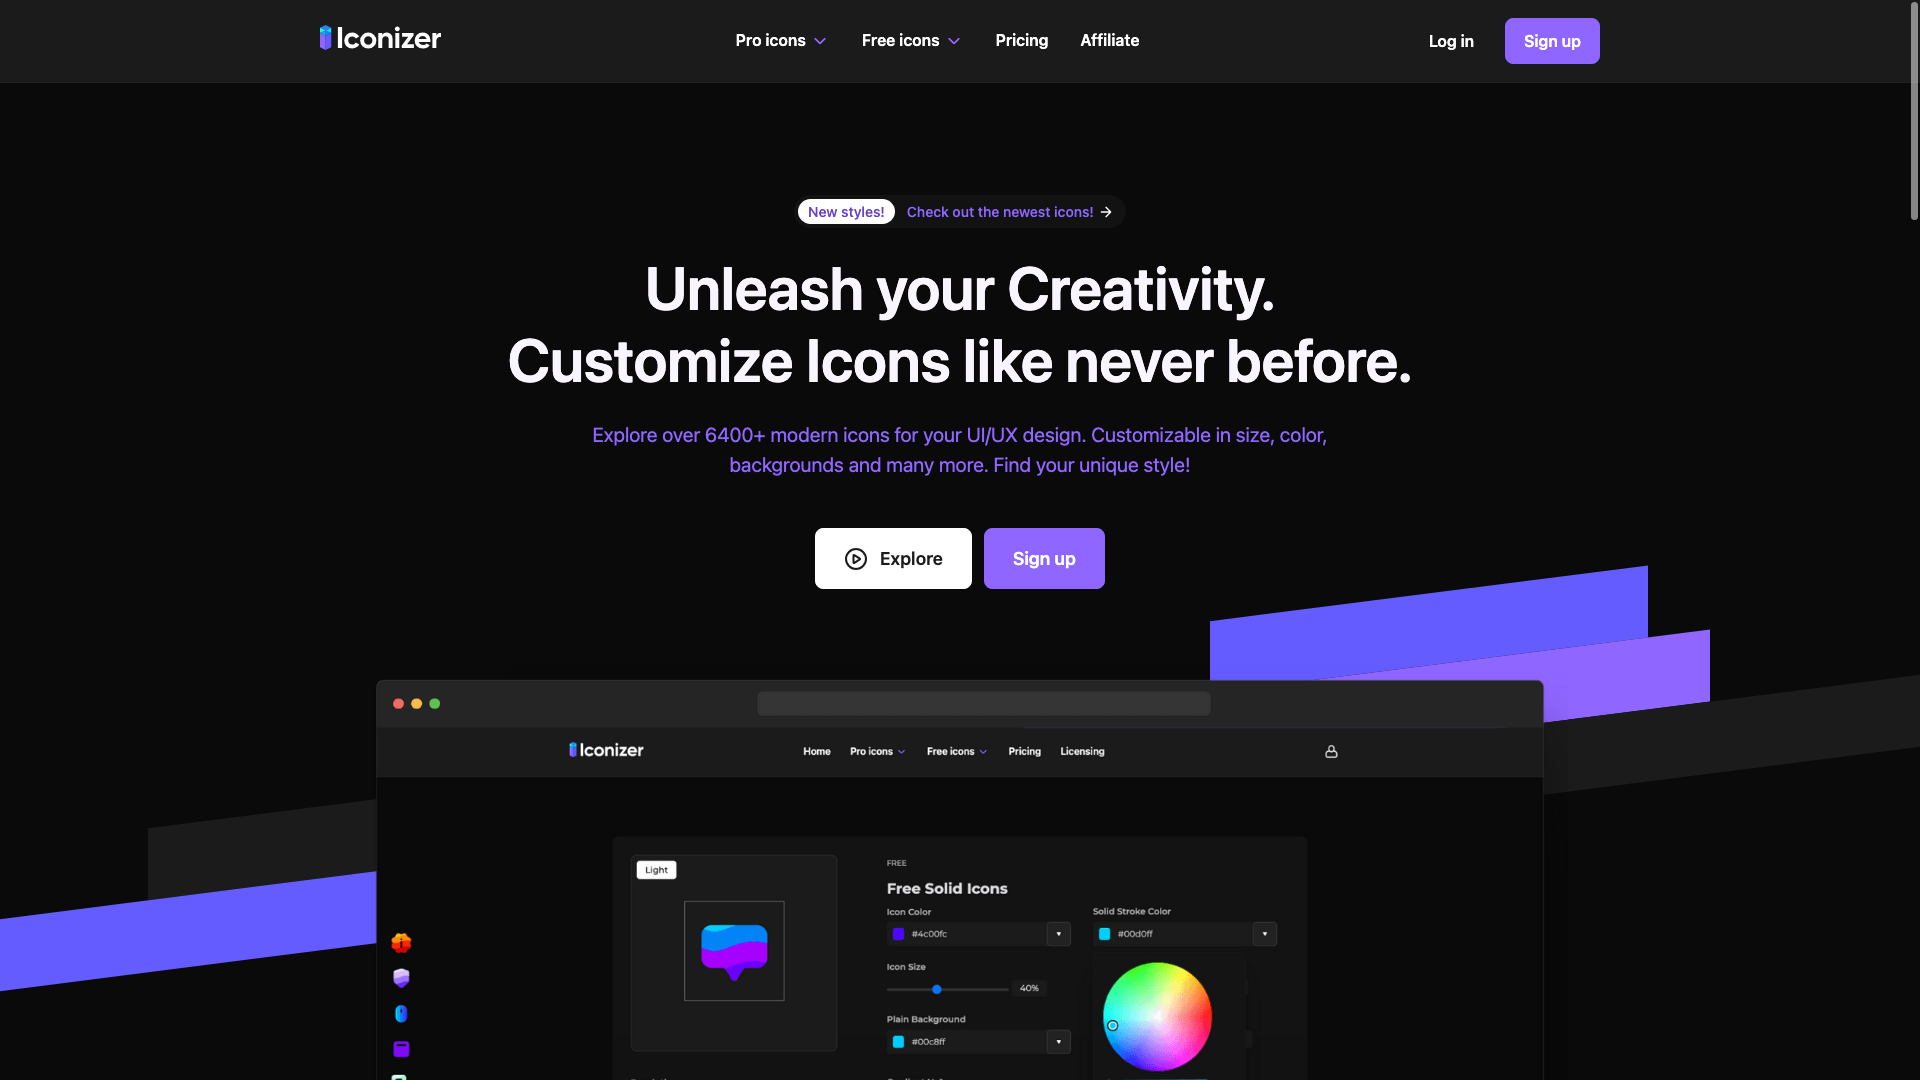 Iconizer
Pro icons
Free icons
Pricing
Affiliate
Log in
Sign up
New styles!
Check out the newest icons!
Unleash your Creativity.
Customize Icons like never before.
Explore over 6400+ modern icons for your UI/UX design. Customizable in size, color,
backgrounds and many more. Find your unique style!
Explore
Sign up
Iconizer
Home
Pro icons
Free icons
Pricing
Licensing
Light
FREE
Free Solid Icons
Icon Color
Solid Stroke Color
#4c00fc
#00d0ff
Icon Size
40%
Plain Background
#00c8ff